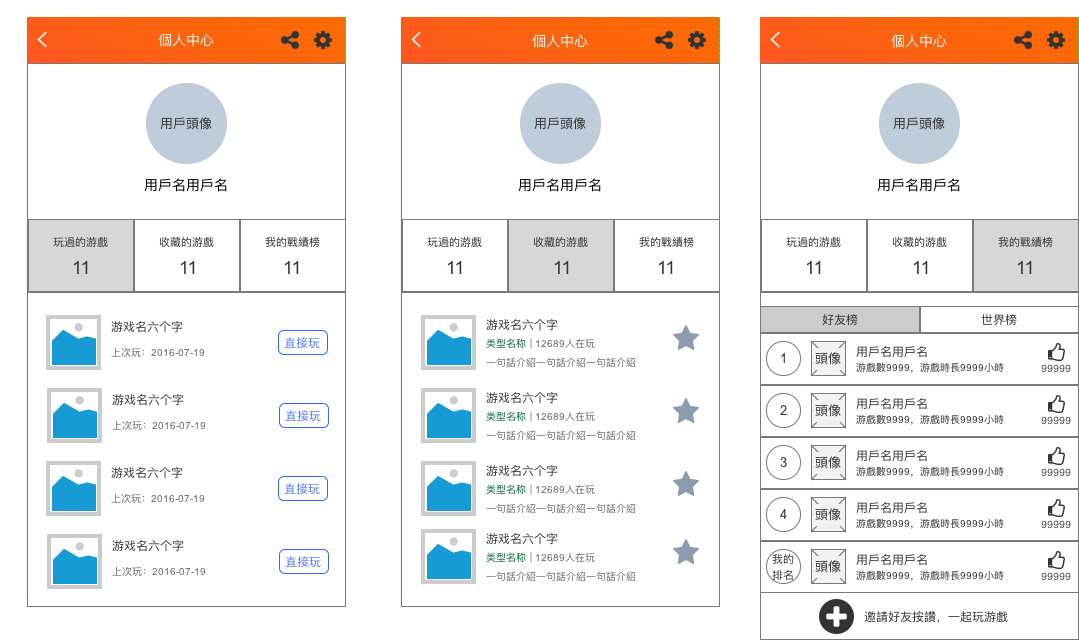 個人中心
用戶頭像
用戶名用戶名
玩過的游戲
11
收藏的游戲
11
我的戰績榜
11
游戏名六个字
上次玩：2016-07-19
直接玩
游戏名六个字
上次玩：2016-07-19
直接玩
游戏名六个字
上次玩：2016-07-19
直接玩
游戏名六个字
上次玩：2016-07-19
直接玩
個人中心
用戶頭像
用戶名用戶名
玩過的游戲
11
收藏的游戲
11
我的戰績榜
11
游戏名六个字
类型名称 | 12689人在玩
一句話介紹一句話介紹一句話介紹
游戏名六个字
类型名称 | 12689人在玩
一句話介紹一句話介紹一句話介紹
游戏名六个字
类型名称 | 12689人在玩
一句話介紹一句話介紹一句話介紹
游戏名六个字
类型名称 | 12689人在玩
一句話介紹一句話介紹一句話介紹
個人中心
用戶頭像
用戶名用戶名
玩過的游戲
11
收藏的游戲
11
我的戰績榜
11
好友榜
世界榜
1
頭像
用戶名用戶名
游戲數9999，游戲時長9999小時
99999
2
頭像
用戶名用戶名
游戲數9999，游戲時長9999小時
99999
3
頭像
用戶名用戶名
游戲數9999，游戲時長9999小時
99999
4
頭像
用戶名用戶名
游戲數9999，游戲時長9999小時
99999
我的
排名
頭像
用戶名用戶名
游戲數9999，游戲時長9999小時
99999
邀請好友按讚，一起玩游戲